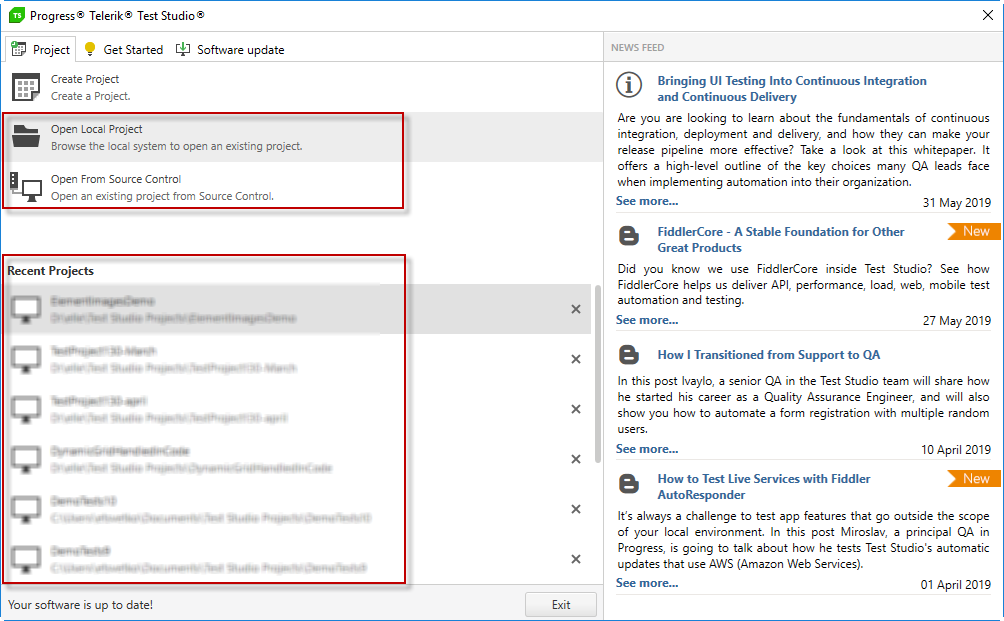 TS Progress® Telerik® Test Studio®
Project
Get Started
Software update
Create Project
Create a Project.
Open Local Project
Browse the local system to open an existing project.
Open From Source Control
Open an existing project from Source Control.
Recent Projects
Your software is up to date!
Exit
NEWS FEED
Bringing UI Testing Into Continuous Integration
and Continuous Delivery
Are you are looking to learn about the fundamentals of continuous
integration, deployment and delivery, and how they can make your
release pipeline more effective? Take a look at this whitepaper. It
offers a high-level outline of the key choices many QA leads face
when implementing automation into their organization.
See more...
31 May 2019
FiddlerCore - A Stable Foundation for Other
Great Products
New
Did you know we use FiddlerCore inside Test Studio? See how
FiddlerCore helps us deliver API, performance, load, web, mobile test
automation and testing.
See more...
27 May 2019
How I Transitioned from Support to QA
In this post Ivaylo, a senior QA in the Test Studio team will share how
he started his career as a Quality Assurance Engineer, and will also
show you how to automate a form registration with multiple random
users.
See more...
10 April 2019
How to Test Live Services with Fiddler
AutoResponder
New
It's always a challenge to test app features that go outside the scope
of your local environment. In this post Miroslav, a principal QA in
Progress, is going to talk about how he tests Test Studio's automatic
updates that use AWS (Amazon Web Services).
See more...
01 April 2019